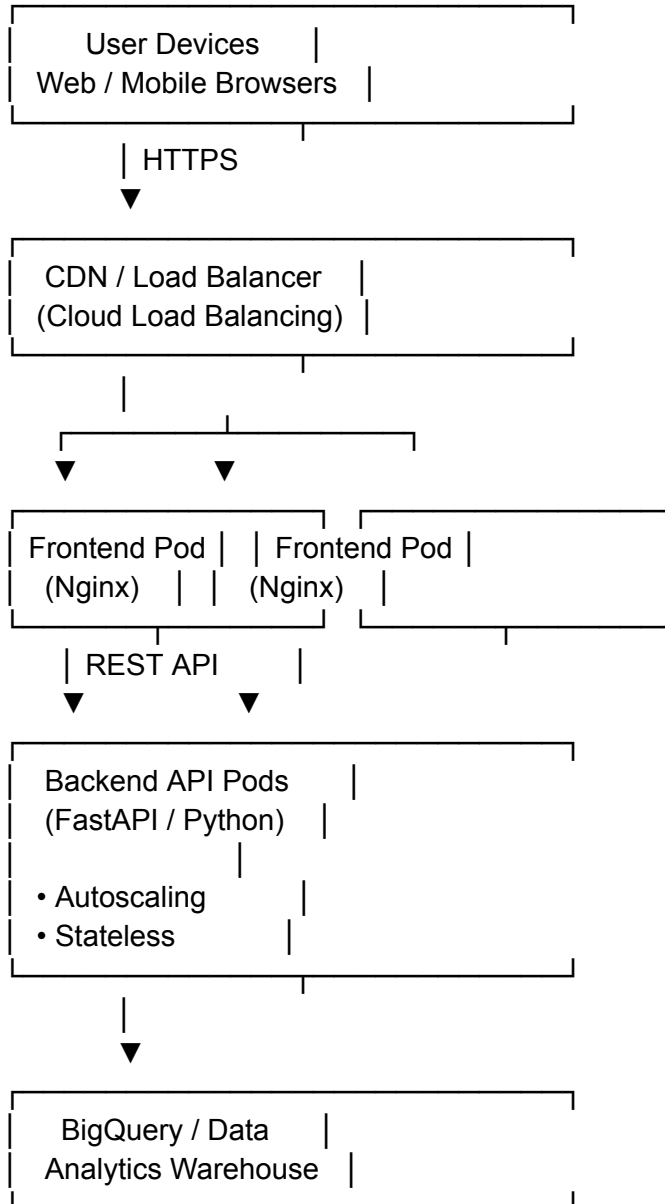 User Devices
Web / Mobile Browsers
HTTPS
CDN / Load Balancer
(Cloud Load Balancing)
Frontend Pod Frontend Pod
(Nginx) (Nginx)
REST API
Backend API Pods
(FastAPI / Python)
• Autoscaling
• Stateless
BigQuery / Data
Analytics Warehouse